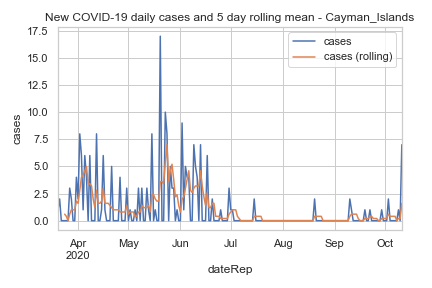 New COVID-19 daily cases and 5 day rolling mean - Cayman_Islands
17.5
15.0
12.5
10.0
7.5
5.0
2.5
0.0
cases
cases
cases (rolling)
Apr
2020
May
Jun
Jul
Aug
Sep
Oct
dateRep